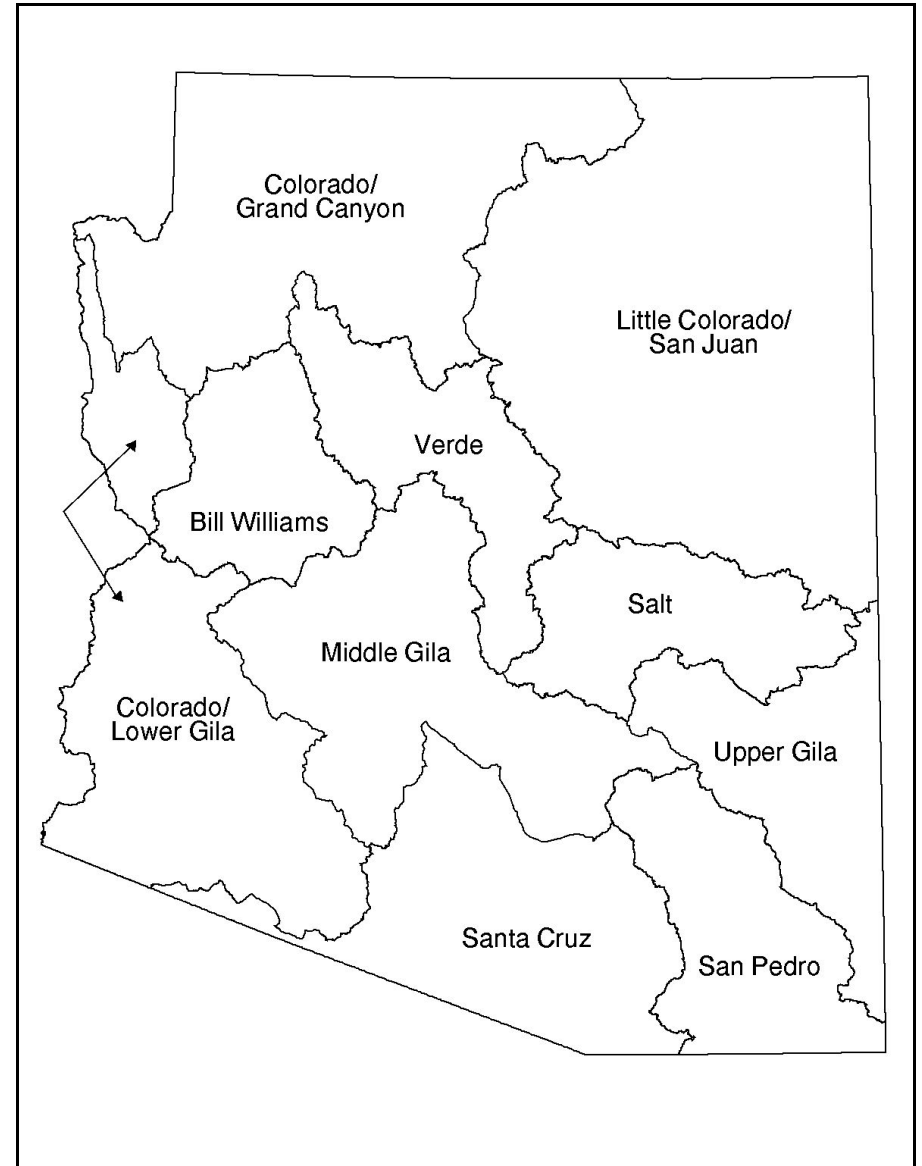 Colorado/
Grand Canyon
Little Colorado/
San Juan
Verde
Bill Williams
Salt
Middle Gila
Colorado/
Lower Gila
Upper Gila
Santa Cruz
San Pedro